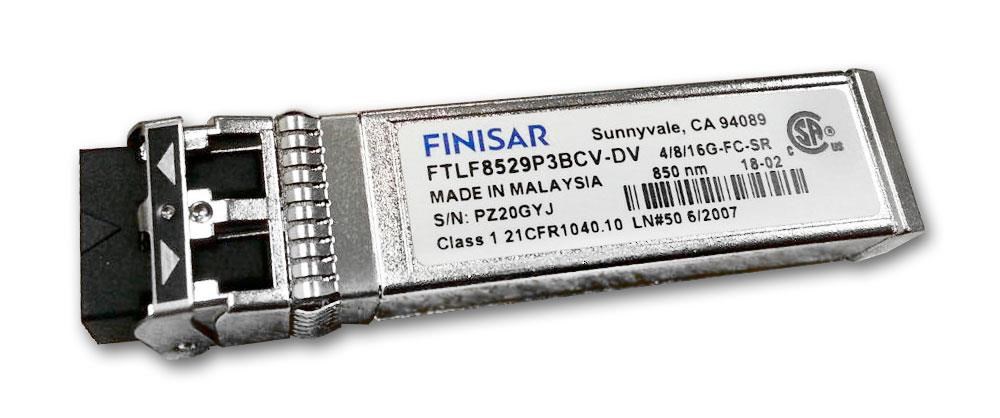 FINISAR Sunnyvale, CA 94089
FTLF8529P3BCV-DV 4/8/16G-FC-SR
MADE IN MALAYSIA 850 nm 18-02
S/N: PZ20GYJ
Class 1 21CFR1040.10 LN#50 6/2007
C SA ®